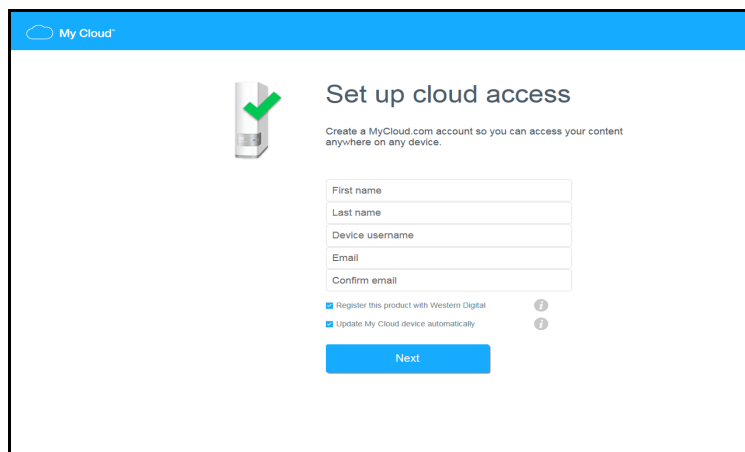 My Cloud™
Set up cloud access
Create a MyCloud.com account so you can access your content
anywhere on any device.
First name
Last name
Device username
Email
Confirm email
Register this product with Western Digital
i
Update My Cloud device automatically
i
Next